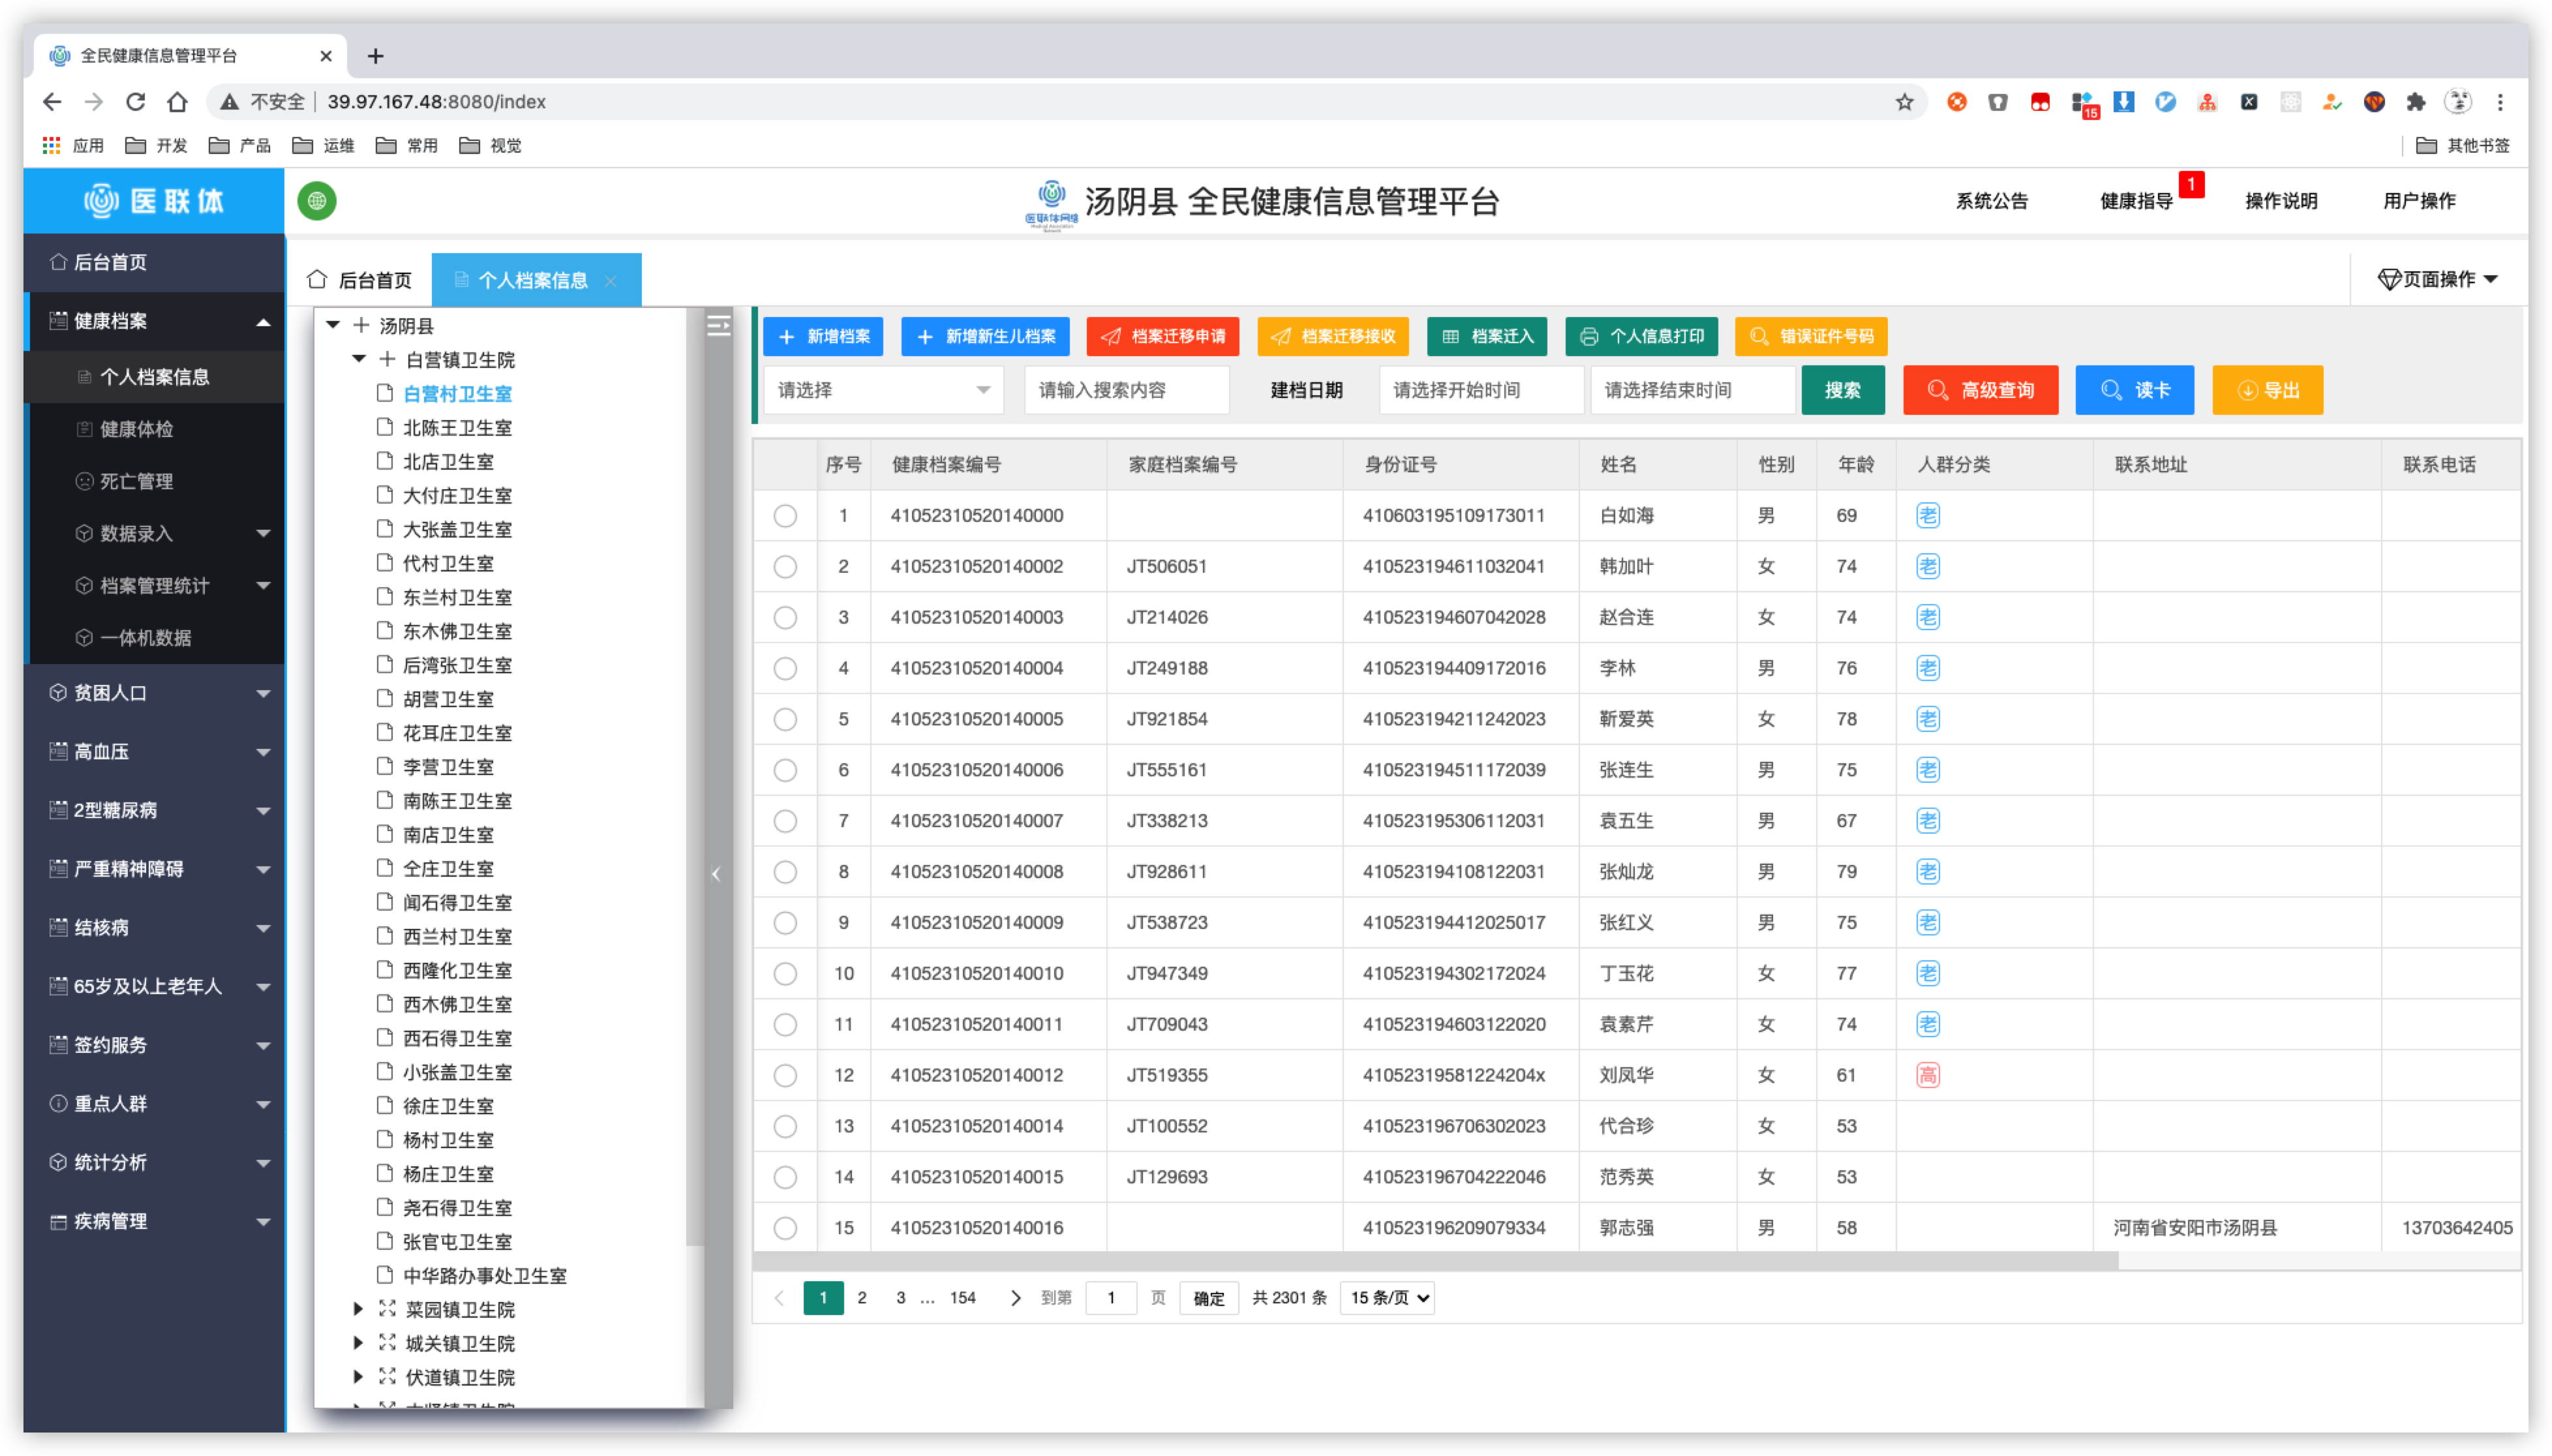 全民健康信息管理平台
不安全 39.97.167.48:8080/index
15
应用 开发 产品 运维 常用 视觉 其他书签
医联体
医联体网络
Medical Association Network
汤阴县 全民健康信息管理平台
系统公告 健康指导 1 操作说明 用户操作
后台首页
健康档案
个人档案信息
健康体检
死亡管理
数据录入
档案管理统计
一体机数据
贫困人口
高血压
2型糖尿病
严重精神障碍
结核病
65岁及以上老年人
签约服务
重点人群
统计分析
疾病管理
后台首页 个人档案信息 页面操作
汤阴县
白营镇卫生院
白营村卫生室
北陈王卫生室
北店卫生室
大付庄卫生室
大张盖卫生室
代村卫生室
东兰村卫生室
东木佛卫生室
后湾张卫生室
胡营卫生室
花耳庄卫生室
李营卫生室
南陈王卫生室
南店卫生室
仝庄卫生室
闻石得卫生室
西兰村卫生室
西隆化卫生室
西木佛卫生室
西石得卫生室
小张盖卫生室
徐庄卫生室
杨村卫生室
杨庄卫生室
尧石得卫生室
张官屯卫生室
中华路办事处卫生室
菜园镇卫生院
城关镇卫生院
伏道镇卫生院
新增档案 新增新生儿档案 档案迁移申请 档案迁移接收 档案迁入 个人信息打印 错误证件号码
请选择 请输入搜索内容 建档日期 请选择开始时间 请选择结束时间 搜索 高级查询 读卡 导出
序号 健康档案编号 家庭档案编号 身份证号 姓名 性别 年龄 人群分类 联系地址 联系电话
1 41052310520140000 410603195109173011 白如海 男 69 老
2 41052310520140002 JT506051 410523194611032041 韩加叶 女 74 老
3 41052310520140003 JT214026 410523194607042028 赵合连 女 74 老
4 41052310520140004 JT249188 410523194409172016 李林 男 76 老
5 41052310520140005 JT921854 410523194211242023 靳爱英 女 78 老
6 41052310520140006 JT555161 410523194511172039 张连生 男 75 老
7 41052310520140007 JT338213 410523195306112031 袁五生 男 67 老
8 41052310520140008 JT928611 410523194108122031 张灿龙 男 79 老
9 41052310520140009 JT538723 410523194412025017 张红义 男 75 老
10 41052310520140010 JT947349 410523194302172024 丁玉花 女 77 老
11 41052310520140011 JT709043 410523194603122020 袁素芹 女 74 老
12 41052310520140012 JT519355 41052319581224204x 刘凤华 女 61 高
13 41052310520140014 JT100552 410523196706302023 代合珍 女 53
14 41052310520140015 JT129693 410523196704222046 范秀英 女 53
15 41052310520140016 410523196209079334 郭志强 男 58 河南省安阳市汤阴县 13703642405
1 2 3 … 154 到第 1 页 确定 共 2301 条 15 条/页